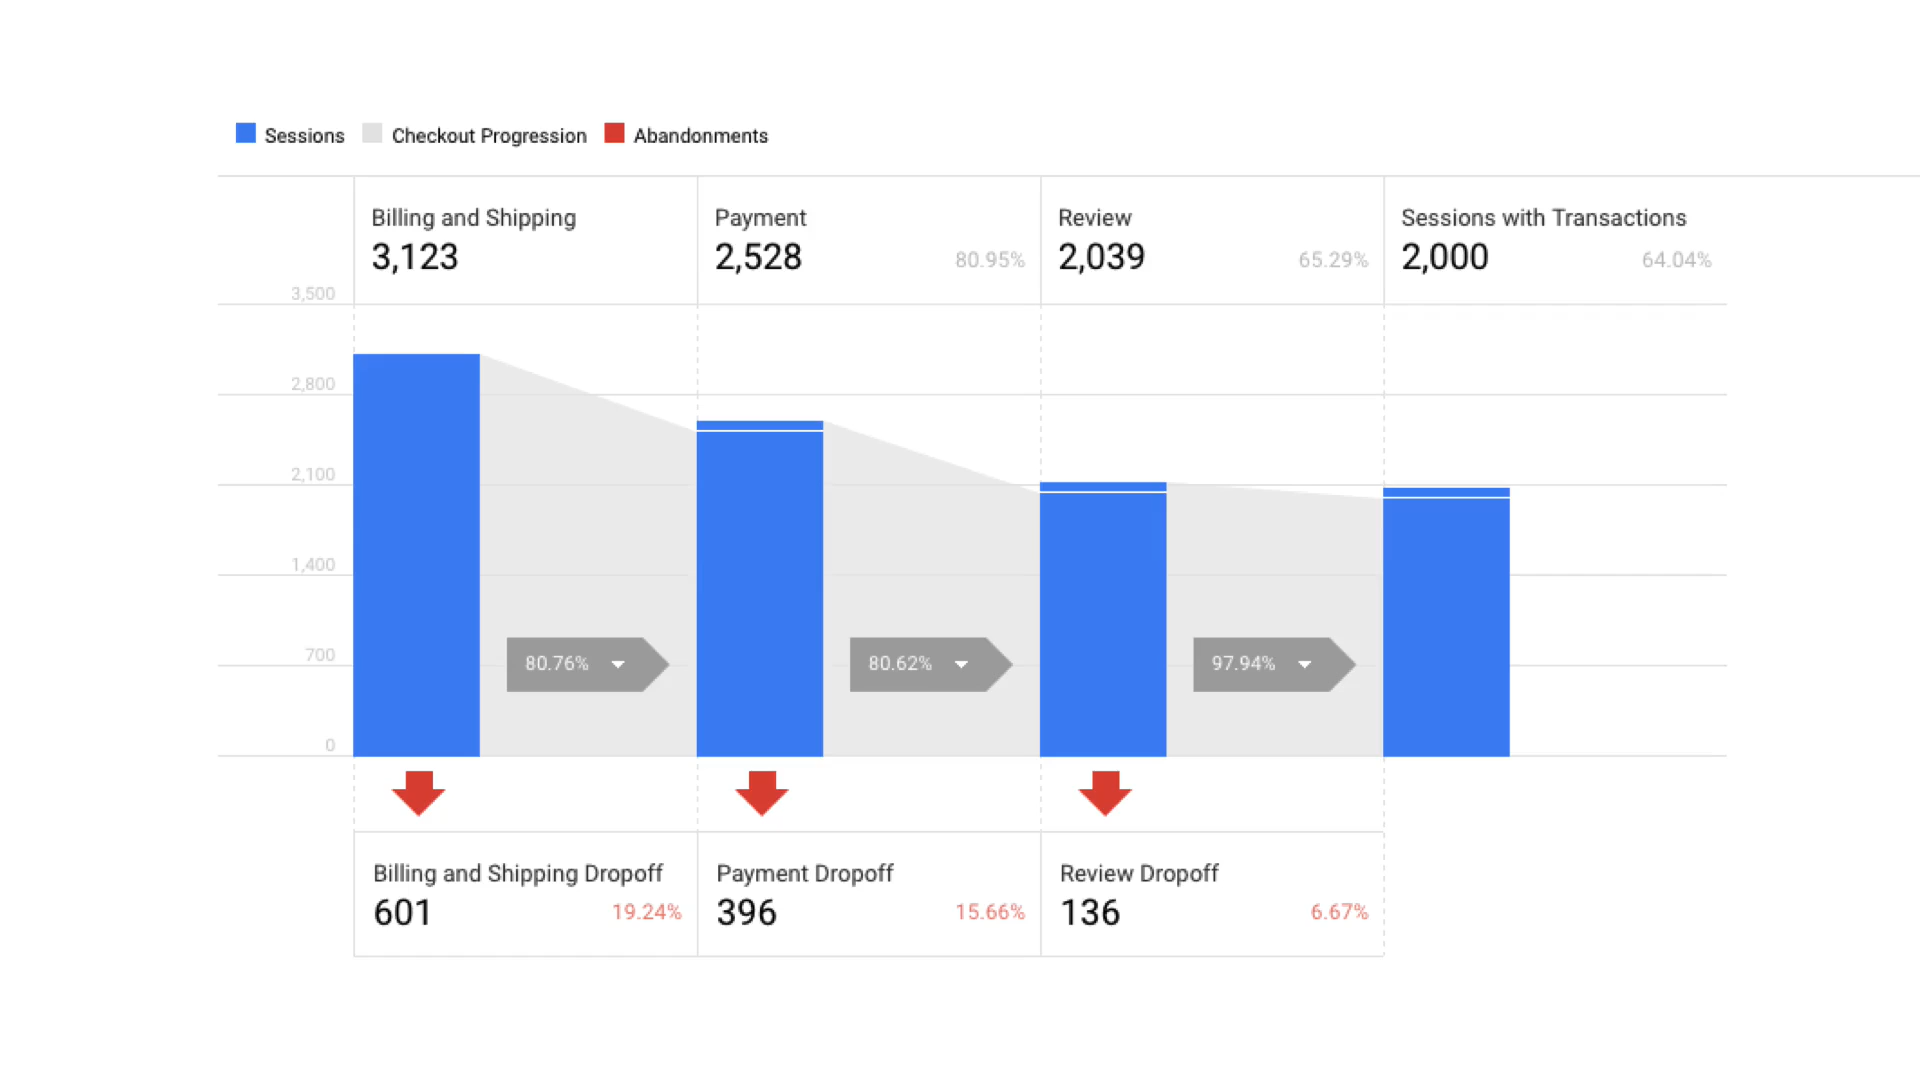 Sessions Checkout Progression Abandonments
Billing and Shipping Payment Review Sessions with Transactions
3,123 2,528 80.95% 2,039 65.29% 2,000 64.04%
3,500
2,800
2,100
1,400
700
80.76% 80.62% 97.94%
0
Billing and Shipping Dropoff Payment Dropoff Review Dropoff
601 19.24% 396 15.66% 136 6.67%